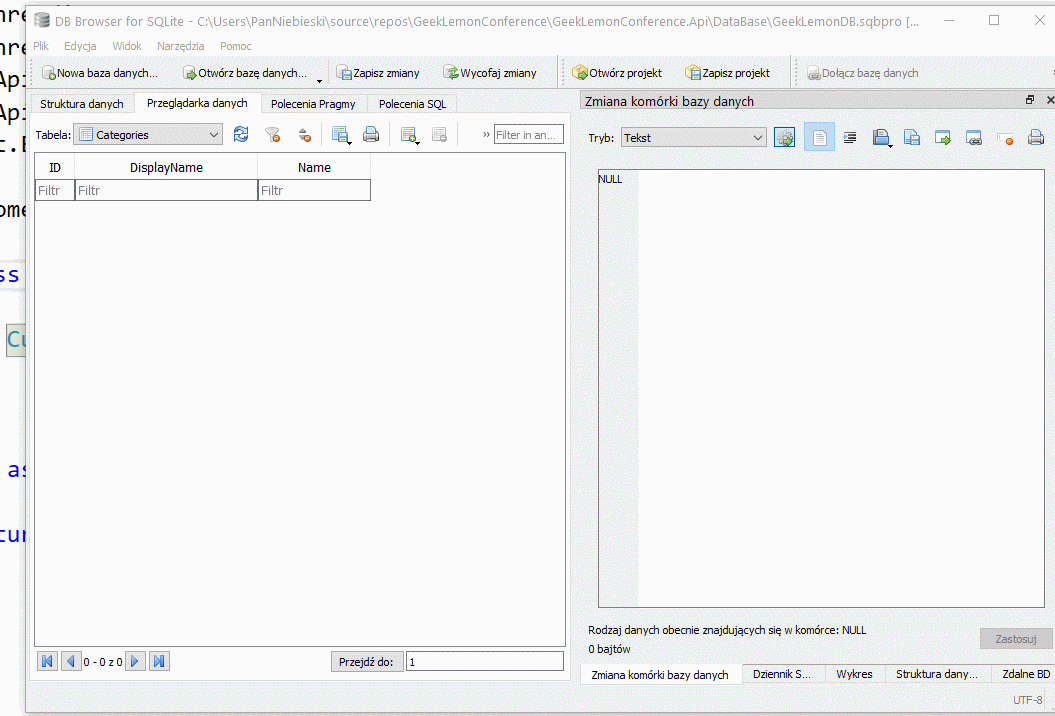 DB Browser for SQLite - C:\Users\PanNiebieski\source\repos\GeekLemonConference\GeekLemonConference.Api\DataBase\GeekLemonDB.sqbpro [...
Plik Edycja Widok Narzędzia Pomoc
Nowa baza danych... Otwórz bazę danych... Zapisz zmiany Wycofaj zmiany Otwórz projekt Zapisz projekt Dołącz bazę danych
Struktura danych Przeglądarka danych Polecenia Pragmy Polecenia SQL
Tabela: Categories » Filter in an...
ID DisplayName Name
Filtr Filtr Filtr
0 - 0 z 0 Przejdź do: 1
Zmiana komórki bazy danych
Tryb: Tekst
NULL
Rodzaj danych obecnie znajdujących się w komórce: NULL
0 bajtów
Zastosuj
Zmiana komórki bazy danych Dziennik S... Wykres Struktura dany... Zdalne BD
UTF-8
Api
Api
ome
ss
Cu
as
tur